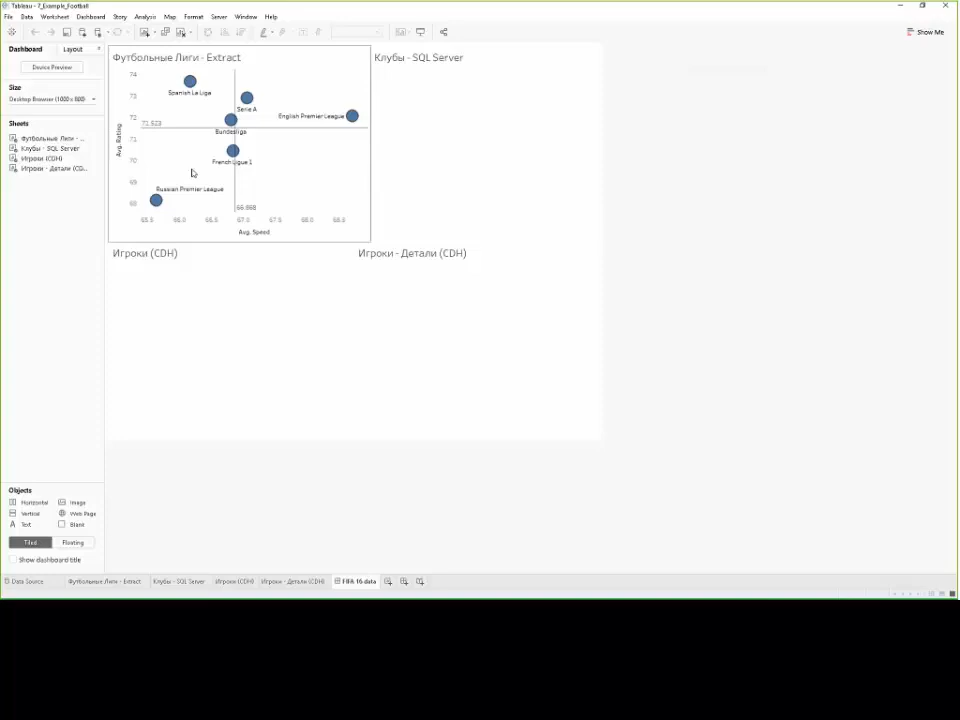 Tableau - 7_Example_Football
File Data Worksheet Dashboard Story Analysis Map Format Server Window Help
Dashboard Layout
Show Me
Device Preview
Size
Desktop Browser (1000 x 800)
Sheets
Футбольные Лиги - ...
Клубы - SQL Server
Игроки (CDH)
Игроки - Детали (CD...
Футбольные Лиги - Extract
Клубы - SQL Server
74
73
72
71
70
69
68
Avg. Rating
Spanish La Liga
Serie A
English Premier League
71.523
Bundesliga
French Ligue 1
Russian Premier League
66.868
65.5 66.0 66.5 67.0 67.5 68.0 68.5
Avg. Speed
Игроки (CDH)
Игроки - Детали (CDH)
Objects
Horizontal Image
Vertical Web Page
A Text Blank
Tiled Floating
Show dashboard title
Data Source Футбольные Лиги - Extract Клубы - SQL Server Игроки (CDH) Игроки - Детали (CDH) FIFA 16 data